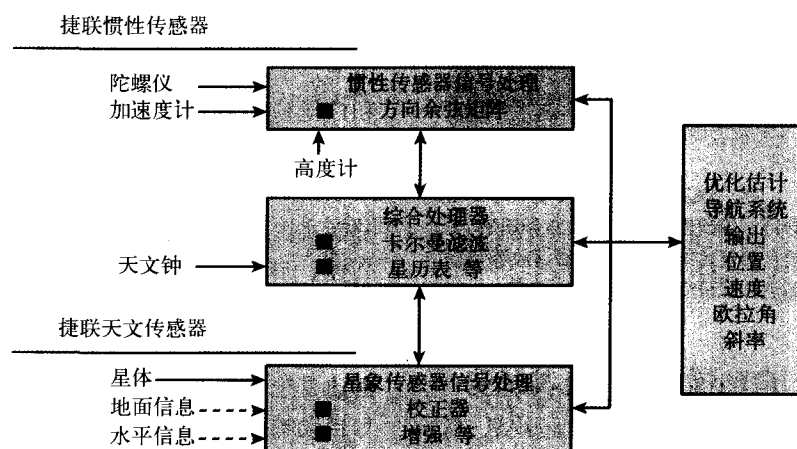 捷联惯性传感器
陀螺仪
加速度计
惯性传感器信号处理
方向余弦矩阵
高度计
综合处理器
卡尔曼滤波
星历表 等
天文钟
捷联天文传感器
星体
地面信息
水平信息
星象传感器信号处理
校正器
增强 等
优化估计
导航系统
输出
位置
速度
欧拉角
斜率